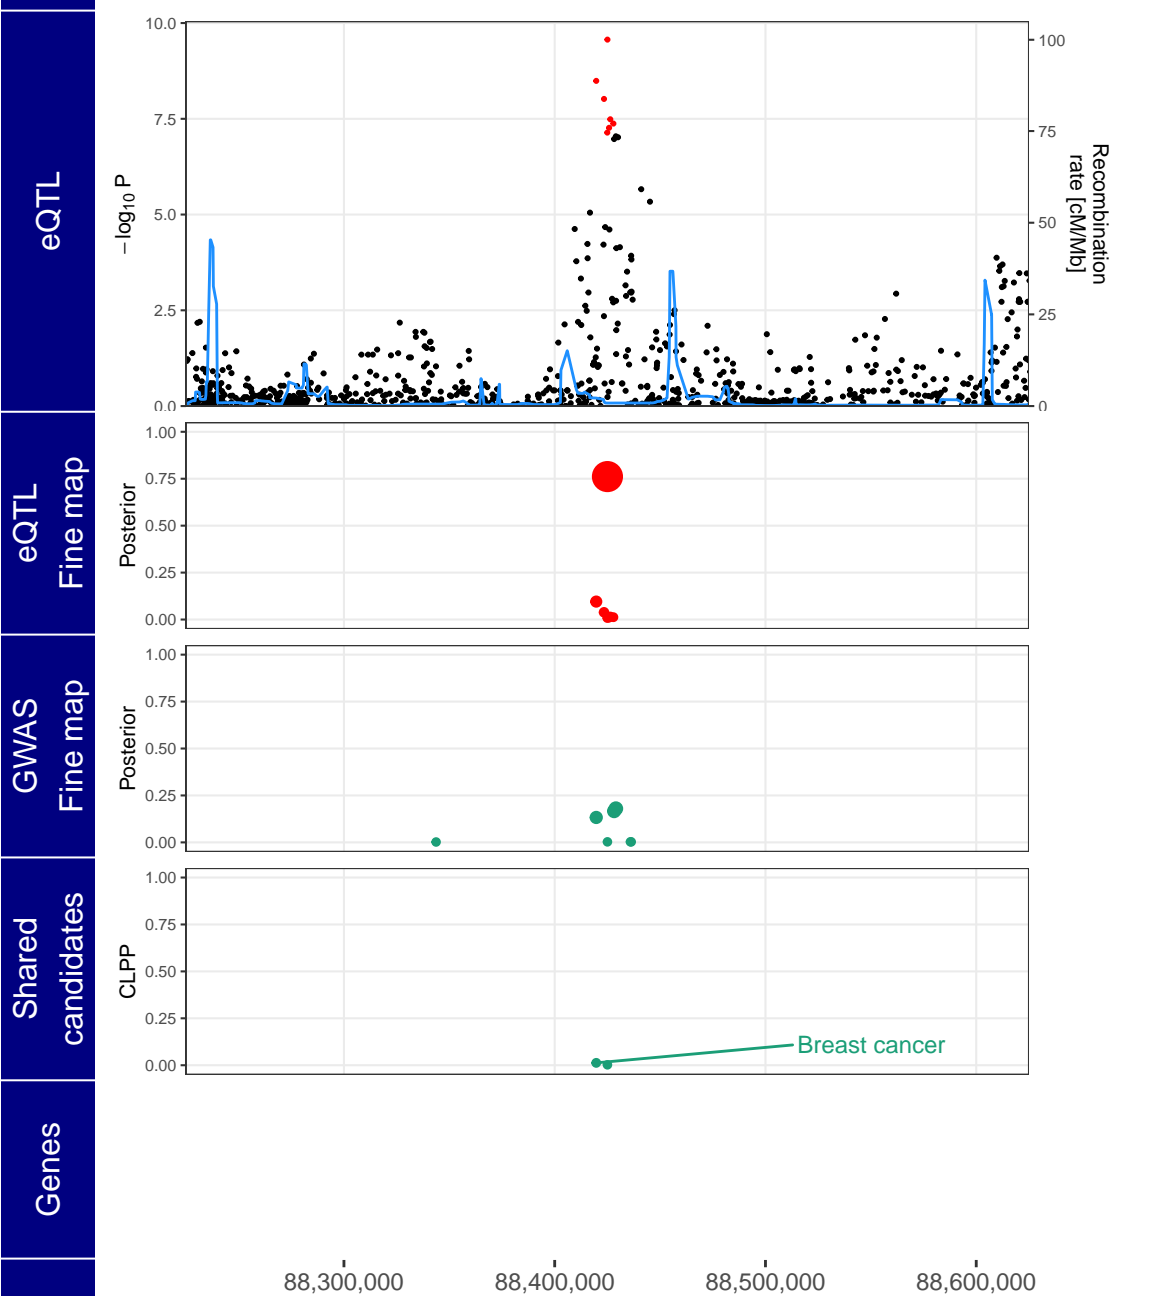 eQTL
10.0
7.5
5.0
2.5
0.0
−log10 P
100
75
50
25
0
Recombination
rate [cM/Mb]
eQTL
Fine map
1.00
0.75
0.50
0.25
0.00
Posterior
GWAS
Fine map
1.00
0.75
0.50
0.25
0.00
Posterior
Shared
candidates
1.00
0.75
0.50
0.25
0.00
CLPP
Breast cancer
Genes
88,300,000 88,400,000 88,500,000 88,600,000